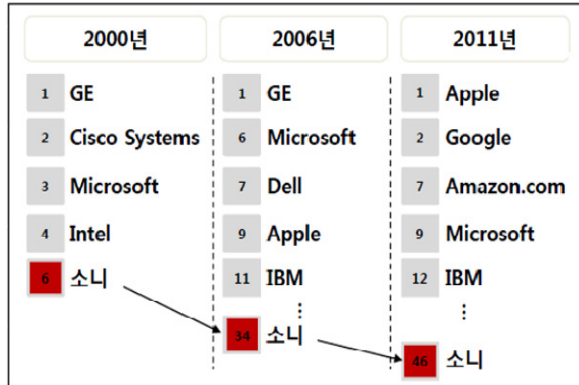 2000년
1 GE
2 Cisco Systems
3 Microsoft
4 Intel
6 소니
2006년
1 GE
6 Microsoft
7 Dell
9 Apple
11 IBM
⋮
34 소니
2011년
1 Apple
2 Google
7 Amazon.com
9 Microsoft
12 IBM
⋮
46 소니